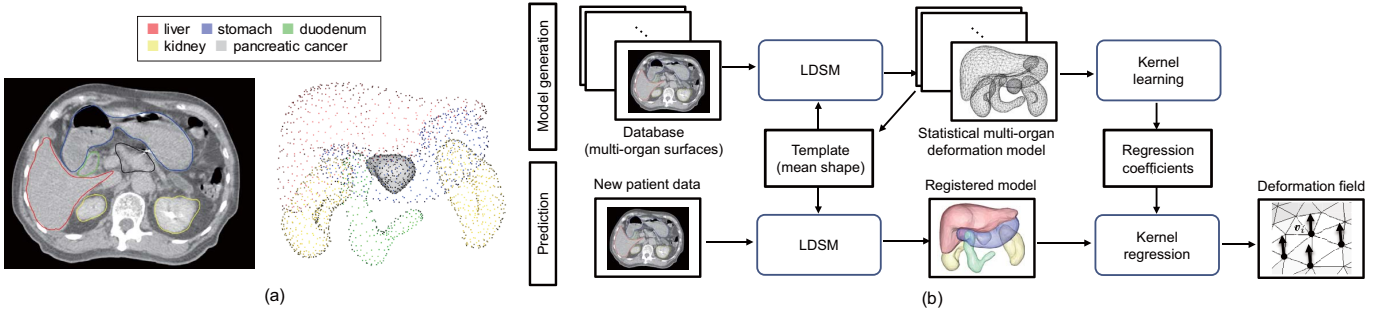 liver stomach duodenum
kidney pancreatic cancer
(a)
Model generation
Database
(multi-organ surfaces)
LDSM
Statistical multi-organ
deformation model
Kernel
learning
Template
(mean shape)
Regression
coefficients
Prediction
New patient data
LDSM
Registered model
Kernel
regression
Deformation field
v_i
(b)